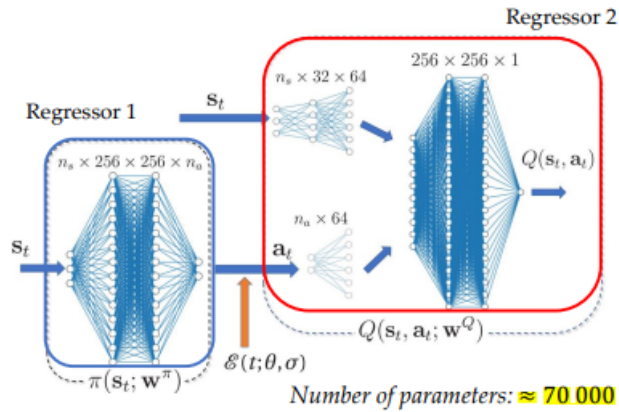 Regressor 2
n_s × 32 × 64
256 × 256 × 1
Regressor 1
s_t
n_s × 256 × 256 × n_a
Q(s_t, a_t)
n_a × 64
s_t
a_t
Q(s_t, a_t; w^Q)
ℰ(t; θ, σ)
π(s_t; w^π)
Number of parameters: ≈ 70 000